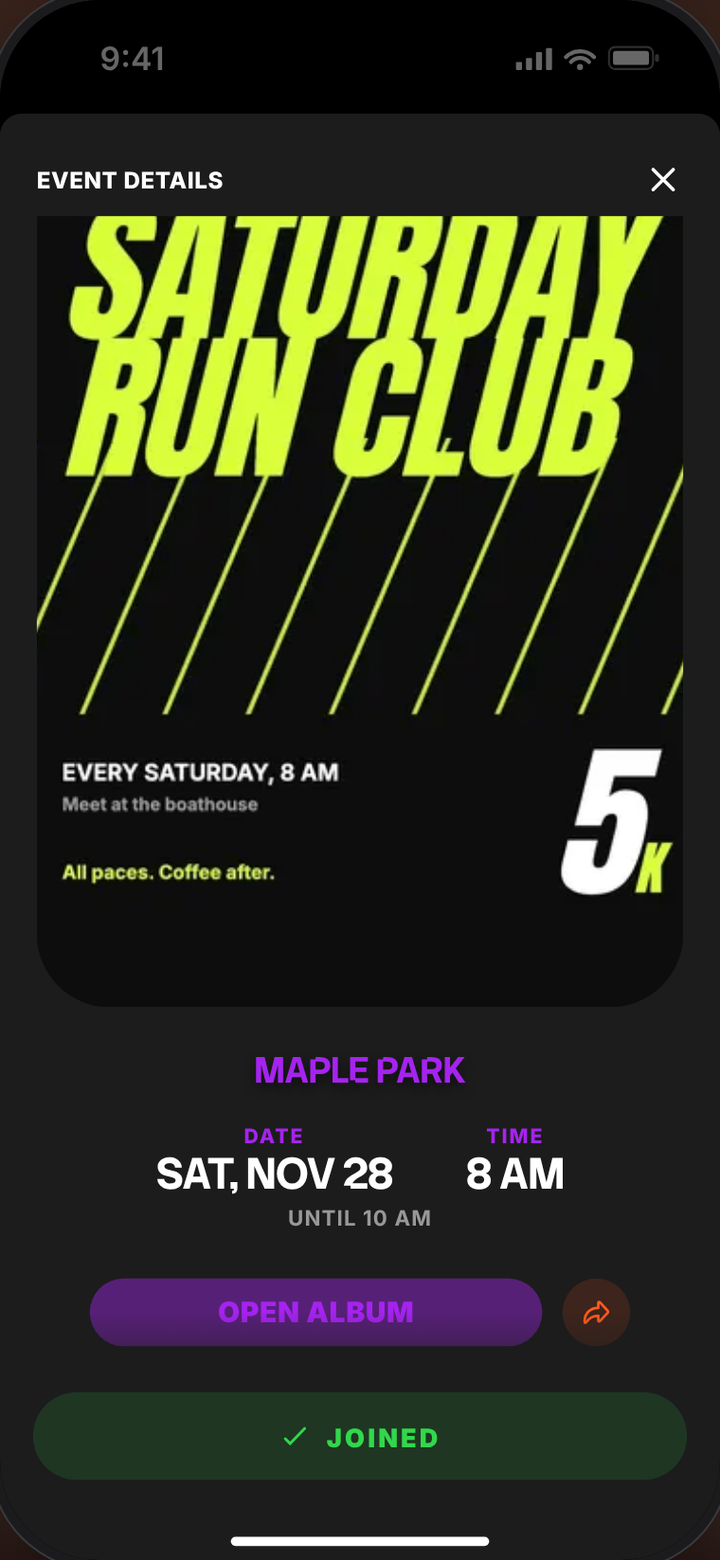 9:41
EVENT DETAILS
SATURDAY
RUN CLUB
EVERY SATURDAY, 8 AM
Meet at the boathouse
All paces. Coffee after.
5K
MAPLE PARK
DATE
TIME
SAT, NOV 28
8 AM
UNTIL 10 AM
OPEN ALBUM
JOINED